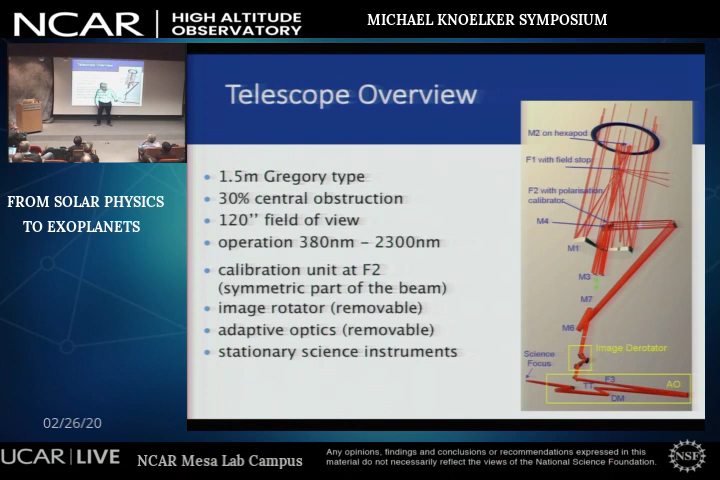 NCAR
HIGH ALTITUDE
OBSERVATORY
MICHAEL KNOELKER SYMPOSIUM
FROM SOLAR PHYSICS
TO EXOPLANETS
Telescope Overview
1.5m Gregory type
30% central obstruction
120'' field of view
operation 380nm – 2300nm
calibration unit at F2
(symmetric part of the beam)
image rotator (removable)
adaptive optics (removable)
stationary science instruments
M2 on hexapod
F1 with field stop
F2 with polarisation
calibrator
M4
M1
M3
M7
M6
Image Derotator
Science
Focus
F3
AO
TT
DM
02/26/20
UCAR | LIVE
NCAR Mesa Lab Campus
Any opinions, findings and conclusions or recommendations expressed in this
material do not necessarily reflect the views of the National Science Foundation.
NSF